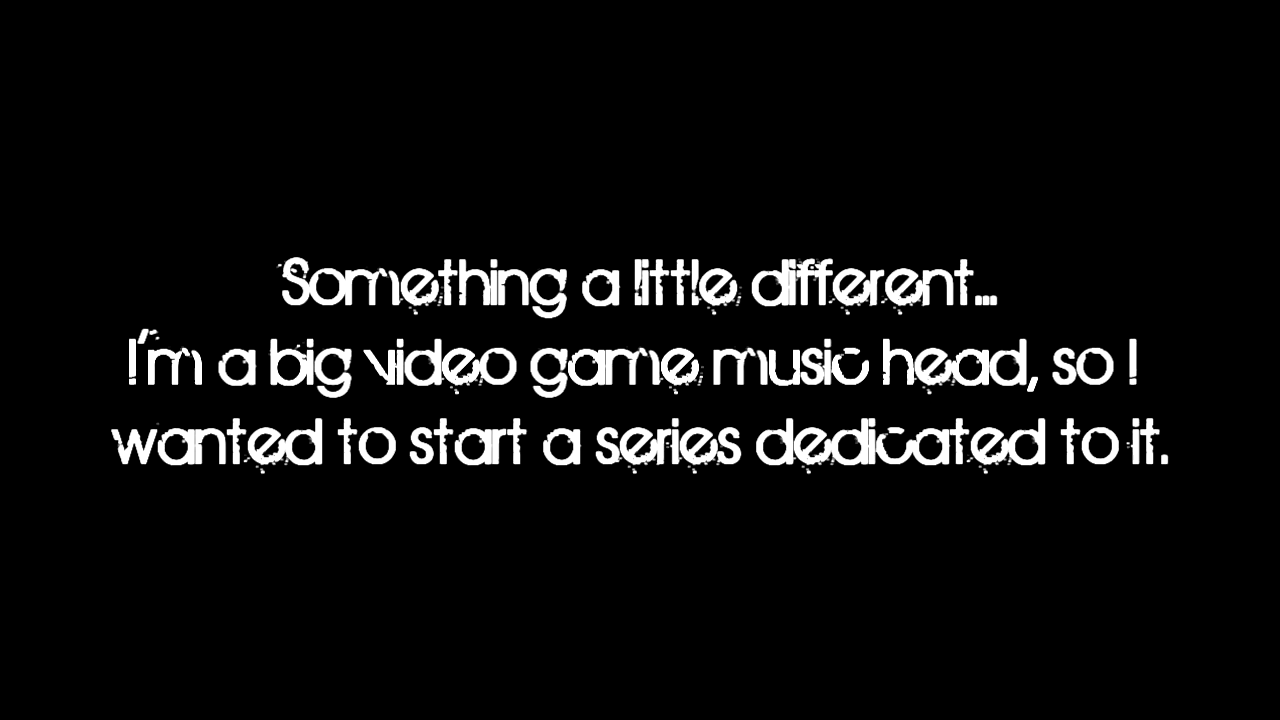 Something a little different...
I'm a big video game music head, so I
wanted to start a series dedicated to it.